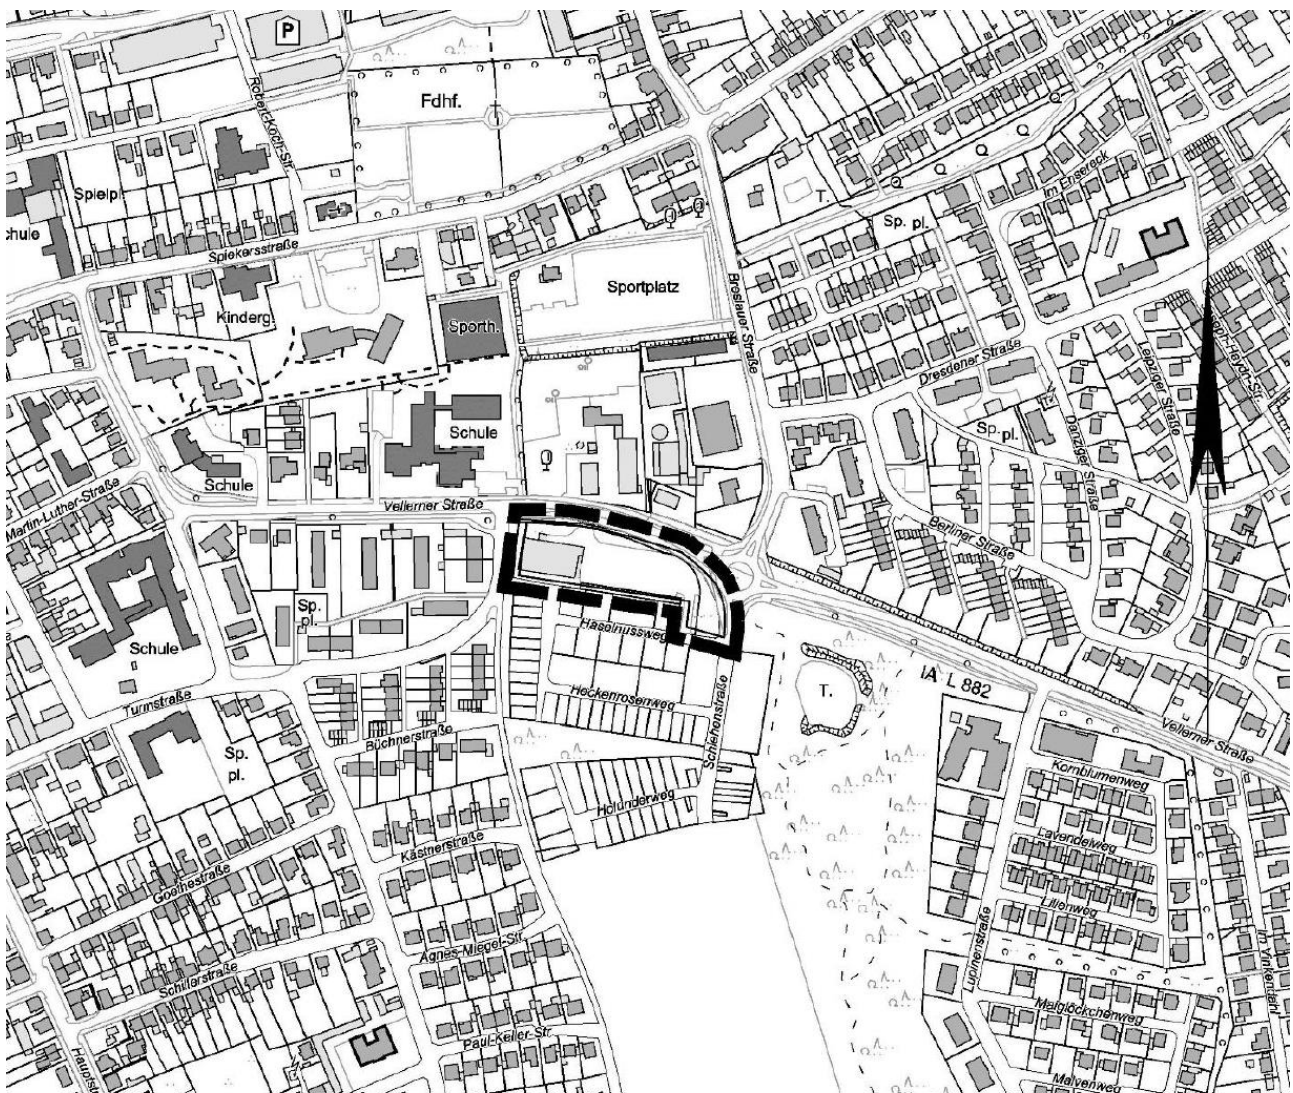 P
Robert-Koch-Str.
Fdhf.
Spielpl.
Schule
Spiekersstraße
T.
Im Ensereck
Sp. pl.
Kinderg.
Sporth.
Sportplatz
Breslauer Straße
Dresdener Straße
Leipziger Straße
Danziger Straße
Sp. pl.
Schule
Schule
Martin-Luther-Straße
Vellerner Straße
Berliner Straße
Sp.
pl.
Haselnussweg
Schule
Turmstraße
Heckenrosenweg
Schlehenstraße
T.
L 882
Vellerner Straße
Büchnerstraße
Sp.
pl.
Kornblumenweg
Holunderweg
Lavendelweg
Kästnerstraße
Goethestraße
Lilienweg
Lupinenstraße
Agnes-Miegel-Str.
Schillerstraße
Maiglöckchenweg
Paul-Keller-Str.
Malvenweg